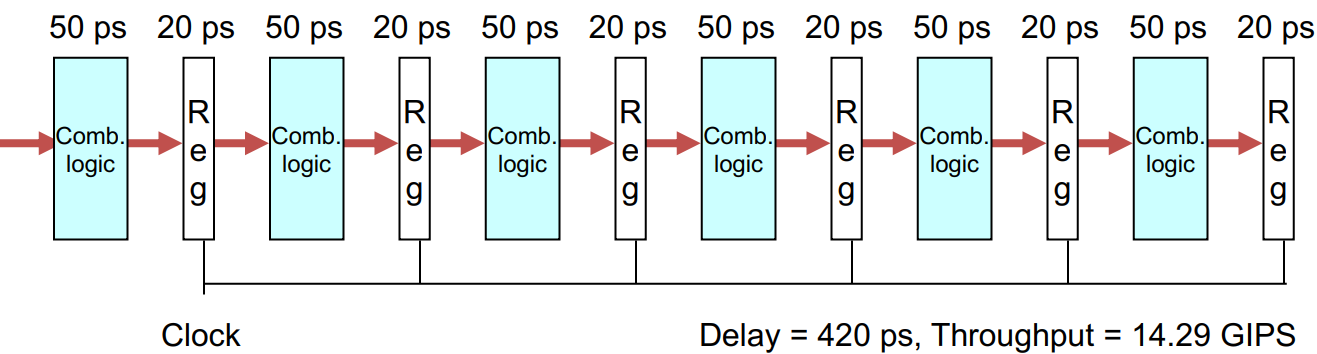 50 ps 20 ps 50 ps 20 ps 50 ps 20 ps 50 ps 20 ps 50 ps 20 ps 50 ps 20 ps
Comb.
logic
R
e
g
Comb.
logic
R
e
g
Comb.
logic
R
e
g
Comb.
logic
R
e
g
Comb.
logic
R
e
g
Comb.
logic
R
e
g
Clock
Delay = 420 ps, Throughput = 14.29 GIPS